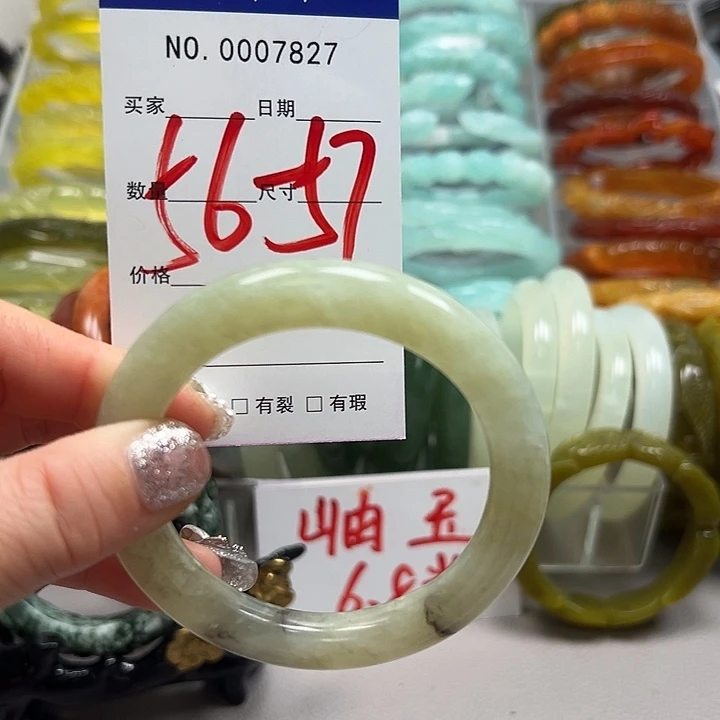 NO. 0007827
买家 日期
56-57
数量 尺寸
价格
□有裂 □有瑕
岫玉